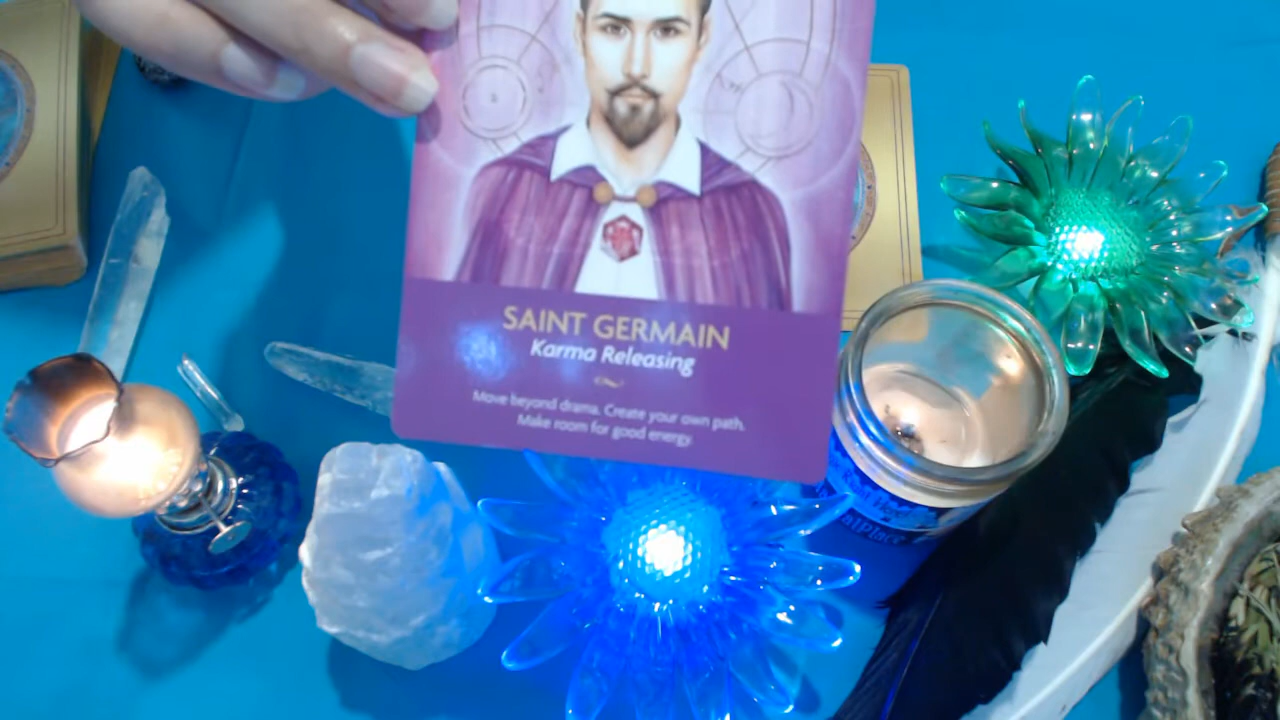 SAINT GERMAIN
Karma Releasing
Move beyond drama. Create your own path.
Make room for good energy.